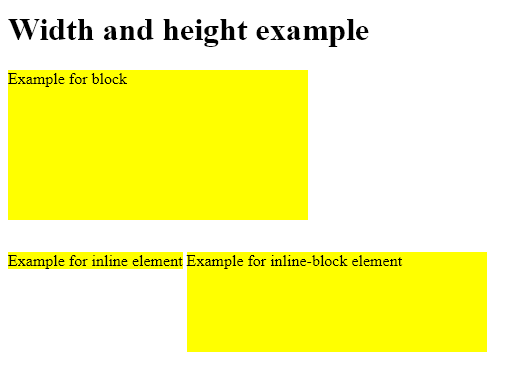 Width and height example
Example for block
Example for inline element Example for inline-block element